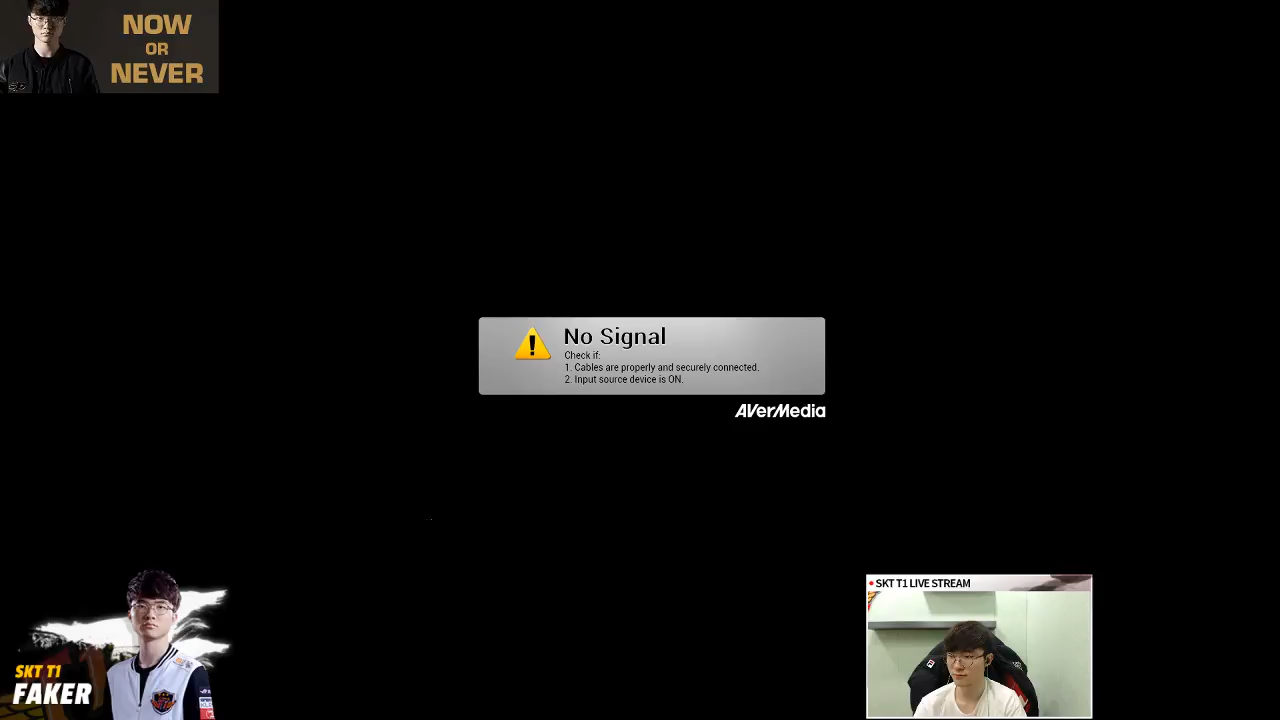 NOW
OR
NEVER
No Signal
Check if:
1. Cables are properly and securely connected.
2. Input source device is ON.
AVerMedia
SKT T1 LIVE STREAM
SKT T1
FAKER